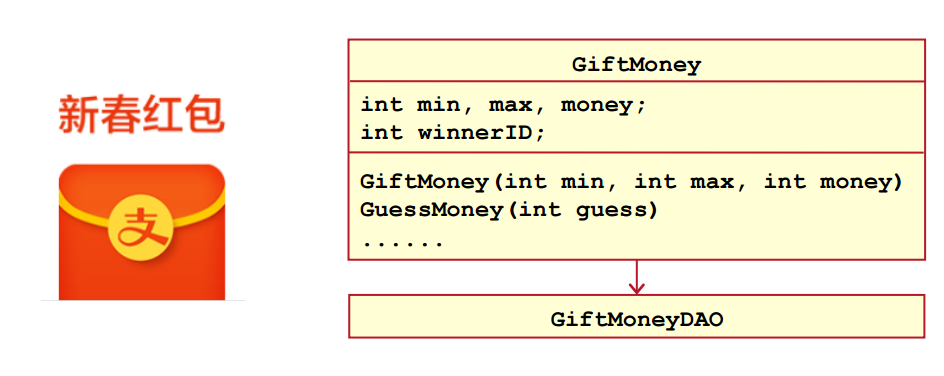 新春红包
支
GiftMoney
int min, max, money;
int winnerID;
GiftMoney(int min, int max, int money)
GuessMoney(int guess)
......
GiftMoneyDAO